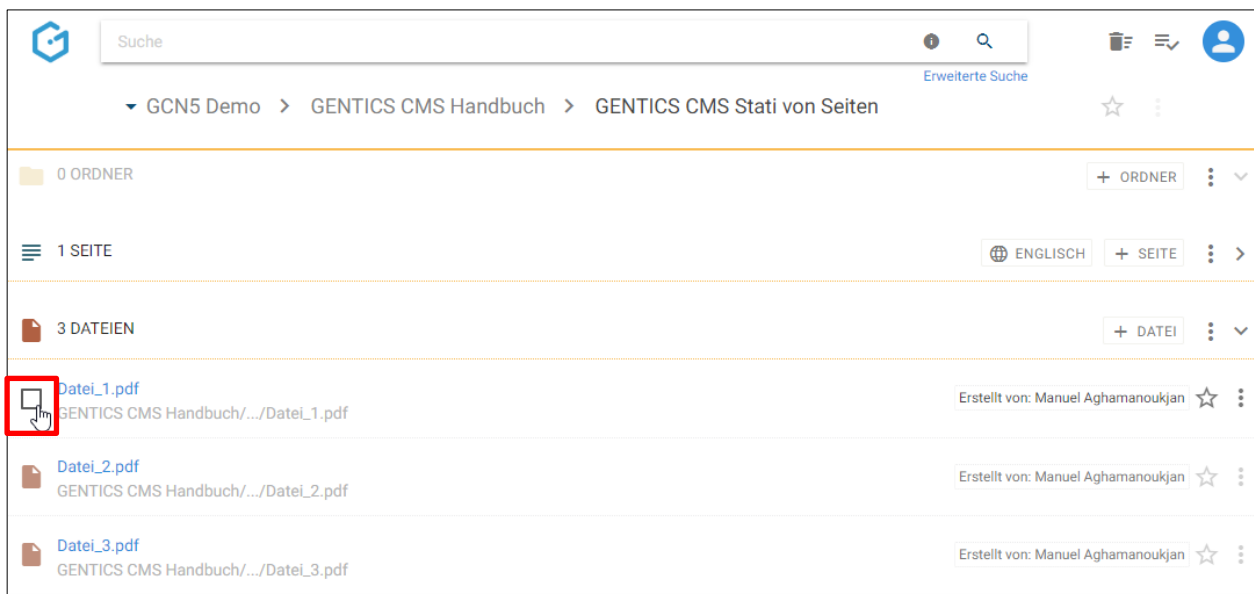 Suche
Erweiterte Suche
GCN5 Demo > GENTICS CMS Handbuch > GENTICS CMS Stati von Seiten
0 ORDNER + ORDNER
1 SEITE ENGLISCH + SEITE
3 DATEIEN + DATEI
Datei_1.pdf
GENTICS CMS Handbuch/.../Datei_1.pdf
Erstellt von: Manuel Aghamanoukjan
Datei_2.pdf
GENTICS CMS Handbuch/.../Datei_2.pdf
Erstellt von: Manuel Aghamanoukjan
Datei_3.pdf
GENTICS CMS Handbuch/.../Datei_3.pdf
Erstellt von: Manuel Aghamanoukjan